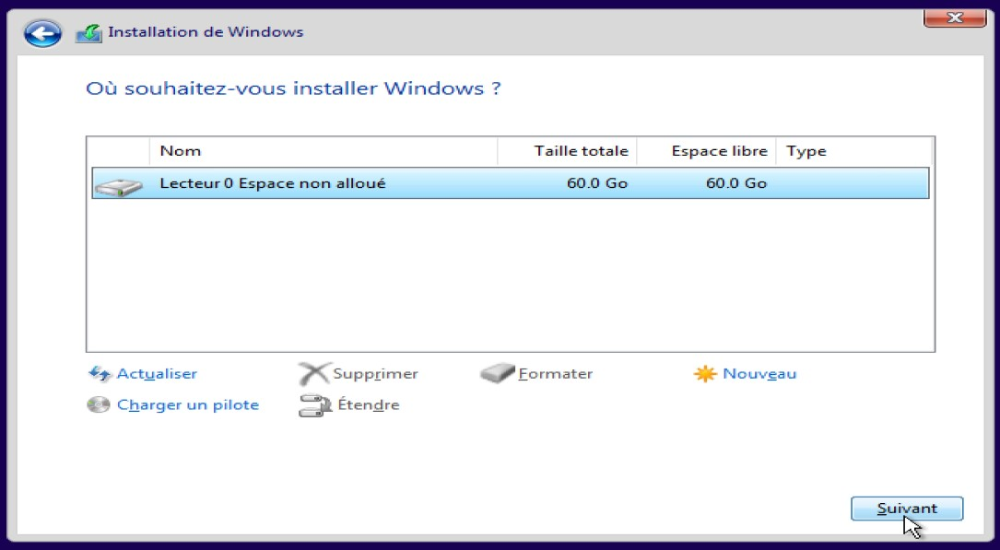 Installation de Windows
Où souhaitez-vous installer Windows ?
Nom Taille totale Espace libre Type
Lecteur 0 Espace non alloué 60.0 Go 60.0 Go
Actualiser Supprimer Formater Nouveau
Charger un pilote Étendre
Suivant